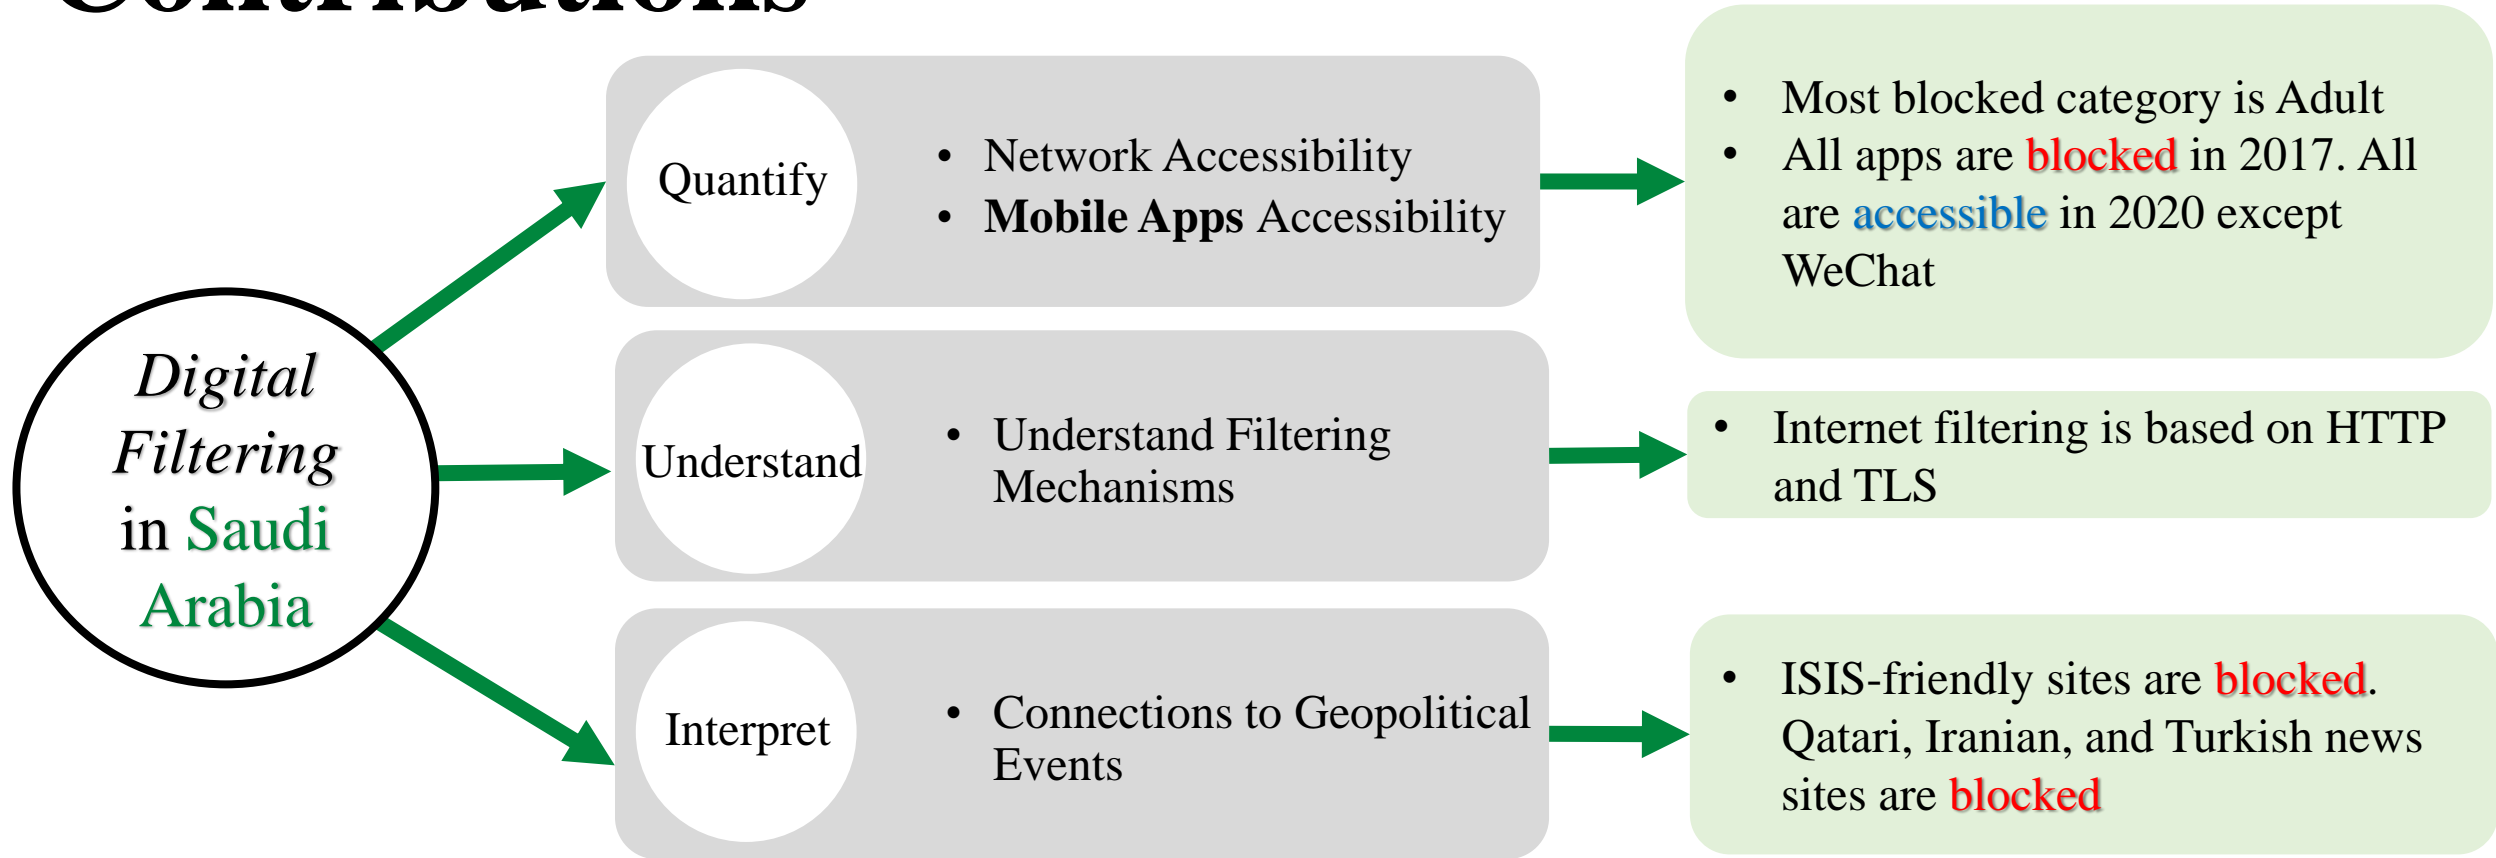 Contributions
Digital
Filtering
in Saudi
Arabia
Quantify
• Network Accessibility
• Mobile Apps Accessibility
• Most blocked category is Adult
• All apps are blocked in 2017. All
are accessible in 2020 except
WeChat
Understand
• Understand Filtering
Mechanisms
• Internet filtering is based on HTTP
and TLS
Interpret
• Connections to Geopolitical
Events
• ISIS-friendly sites are blocked.
Qatari, Iranian, and Turkish news
sites are blocked